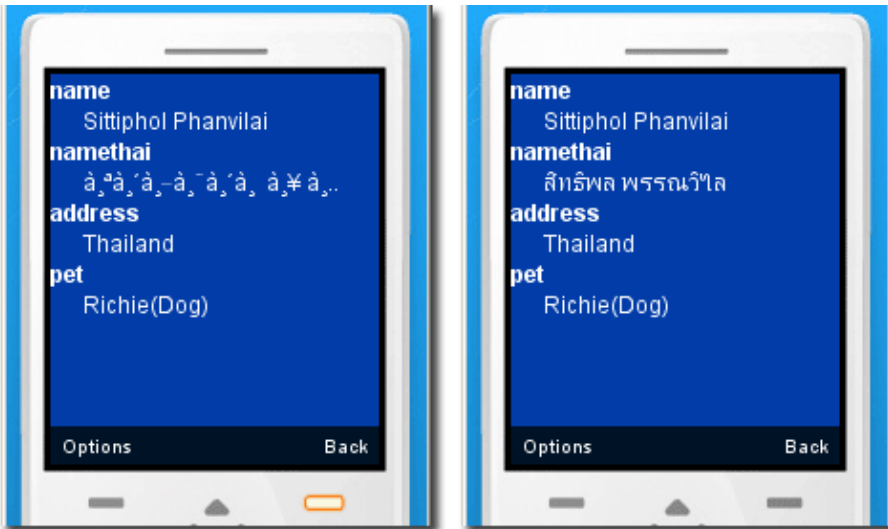 name
Sittiphol Phanvilai
namethai
à¸ªà¸´à¸–à¸¯à¸´à¸ à¸¥ à¸..
address
Thailand
pet
Richie(Dog)
Options Back
name
Sittiphol Phanvilai
namethai
สิทธิพล พรรณวิไล
address
Thailand
pet
Richie(Dog)
Options Back